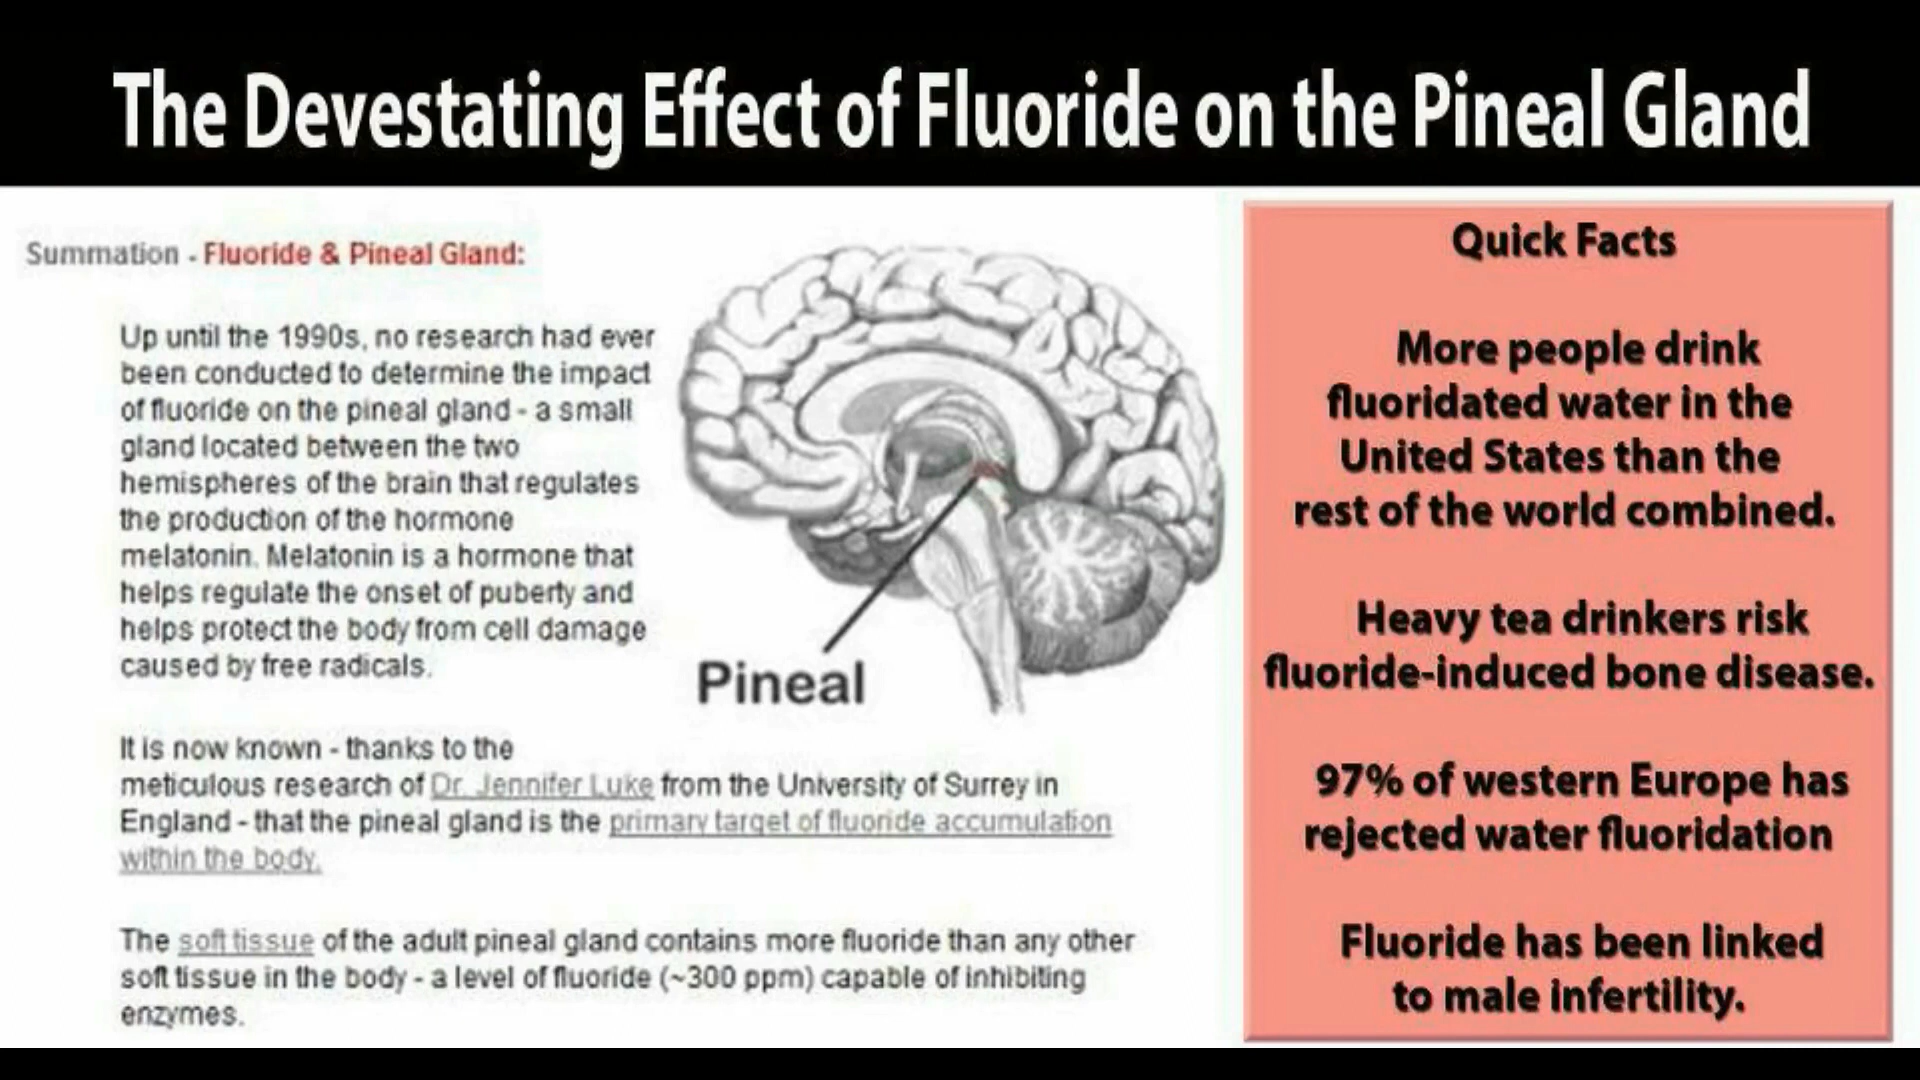 The Devestating Effect of Fluoride on the Pineal Gland
Summation - Fluoride & Pineal Gland:
Up until the 1990s, no research had ever
been conducted to determine the impact
of fluoride on the pineal gland - a small
gland located between the two
hemispheres of the brain that regulates
the production of the hormone
melatonin. Melatonin is a hormone that
helps regulate the onset of puberty and
helps protect the body from cell damage
caused by free radicals.
It is now known - thanks to the
meticulous research of Dr. Jennifer Luke from the University of Surrey in
England - that the pineal gland is the primary target of fluoride accumulation
within the body.
The soft tissue of the adult pineal gland contains more fluoride than any other
soft tissue in the body - a level of fluoride (~300 ppm) capable of inhibiting
enzymes.
Pineal
Quick Facts
More people drink
fluoridated water in the
United States than the
rest of the world combined.
Heavy tea drinkers risk
fluoride-induced bone disease.
97% of western Europe has
rejected water fluoridation
Fluoride has been linked
to male infertility.